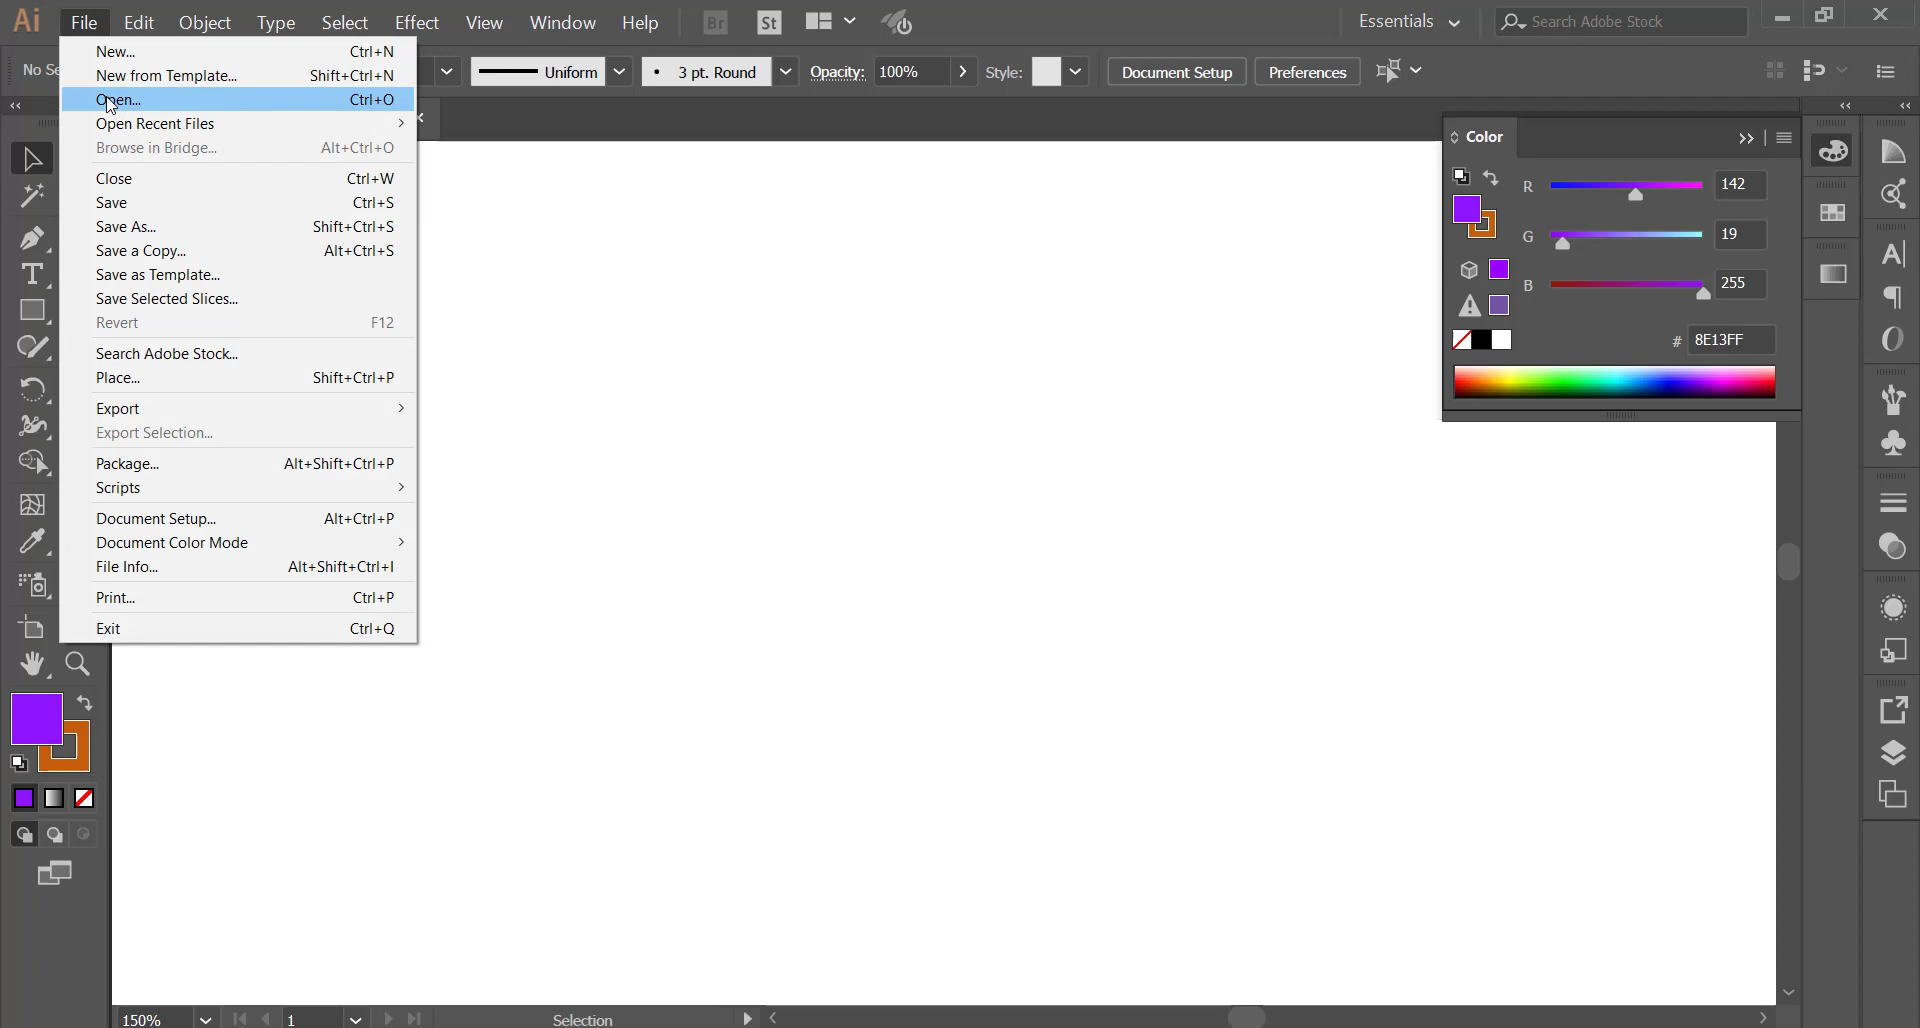 Ai File Edit Object Type Select Effect View Window Help Br St Essentials Search Adobe Stock
No Se Uniform 3 pt. Round Opacity: 100% Style: Document Setup Preferences
New... Ctrl+N
New from Template... Shift+Ctrl+N
Open... Ctrl+O
Open Recent Files
Browse in Bridge... Alt+Ctrl+O
Close Ctrl+W
Save Ctrl+S
Save As... Shift+Ctrl+S
Save a Copy... Alt+Ctrl+S
Save as Template...
Save Selected Slices...
Revert F12
Search Adobe Stock...
Place... Shift+Ctrl+P
Export
Export Selection...
Package... Alt+Shift+Ctrl+P
Scripts
Document Setup... Alt+Ctrl+P
Document Color Mode
File Info... Alt+Shift+Ctrl+I
Print... Ctrl+P
Exit Ctrl+Q
Color
R 142
G 19
B 255
# 8E13FF
150% 1 Selection